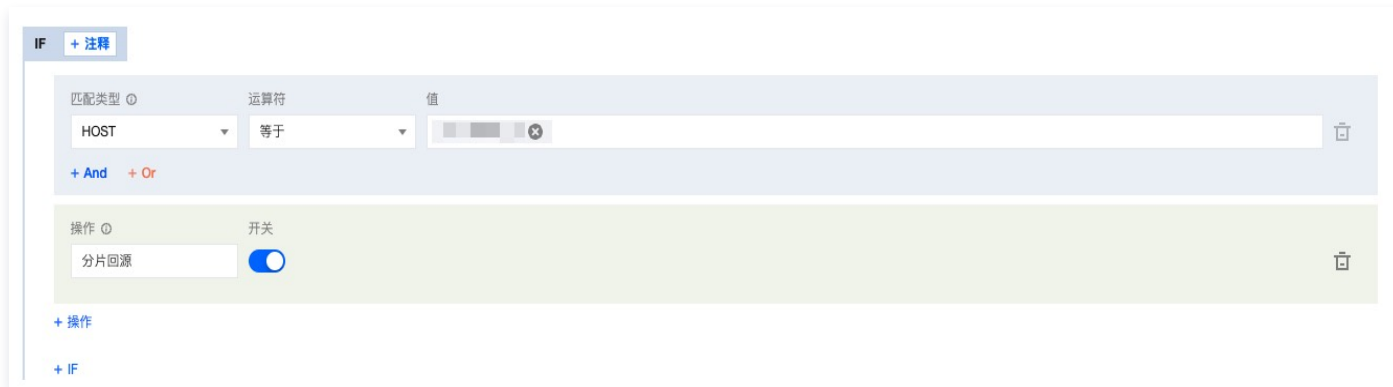 IF + 注释
匹配类型 运算符 值
HOST 等于
+ And + Or
操作 开关
分片回源
+ 操作
+ IF